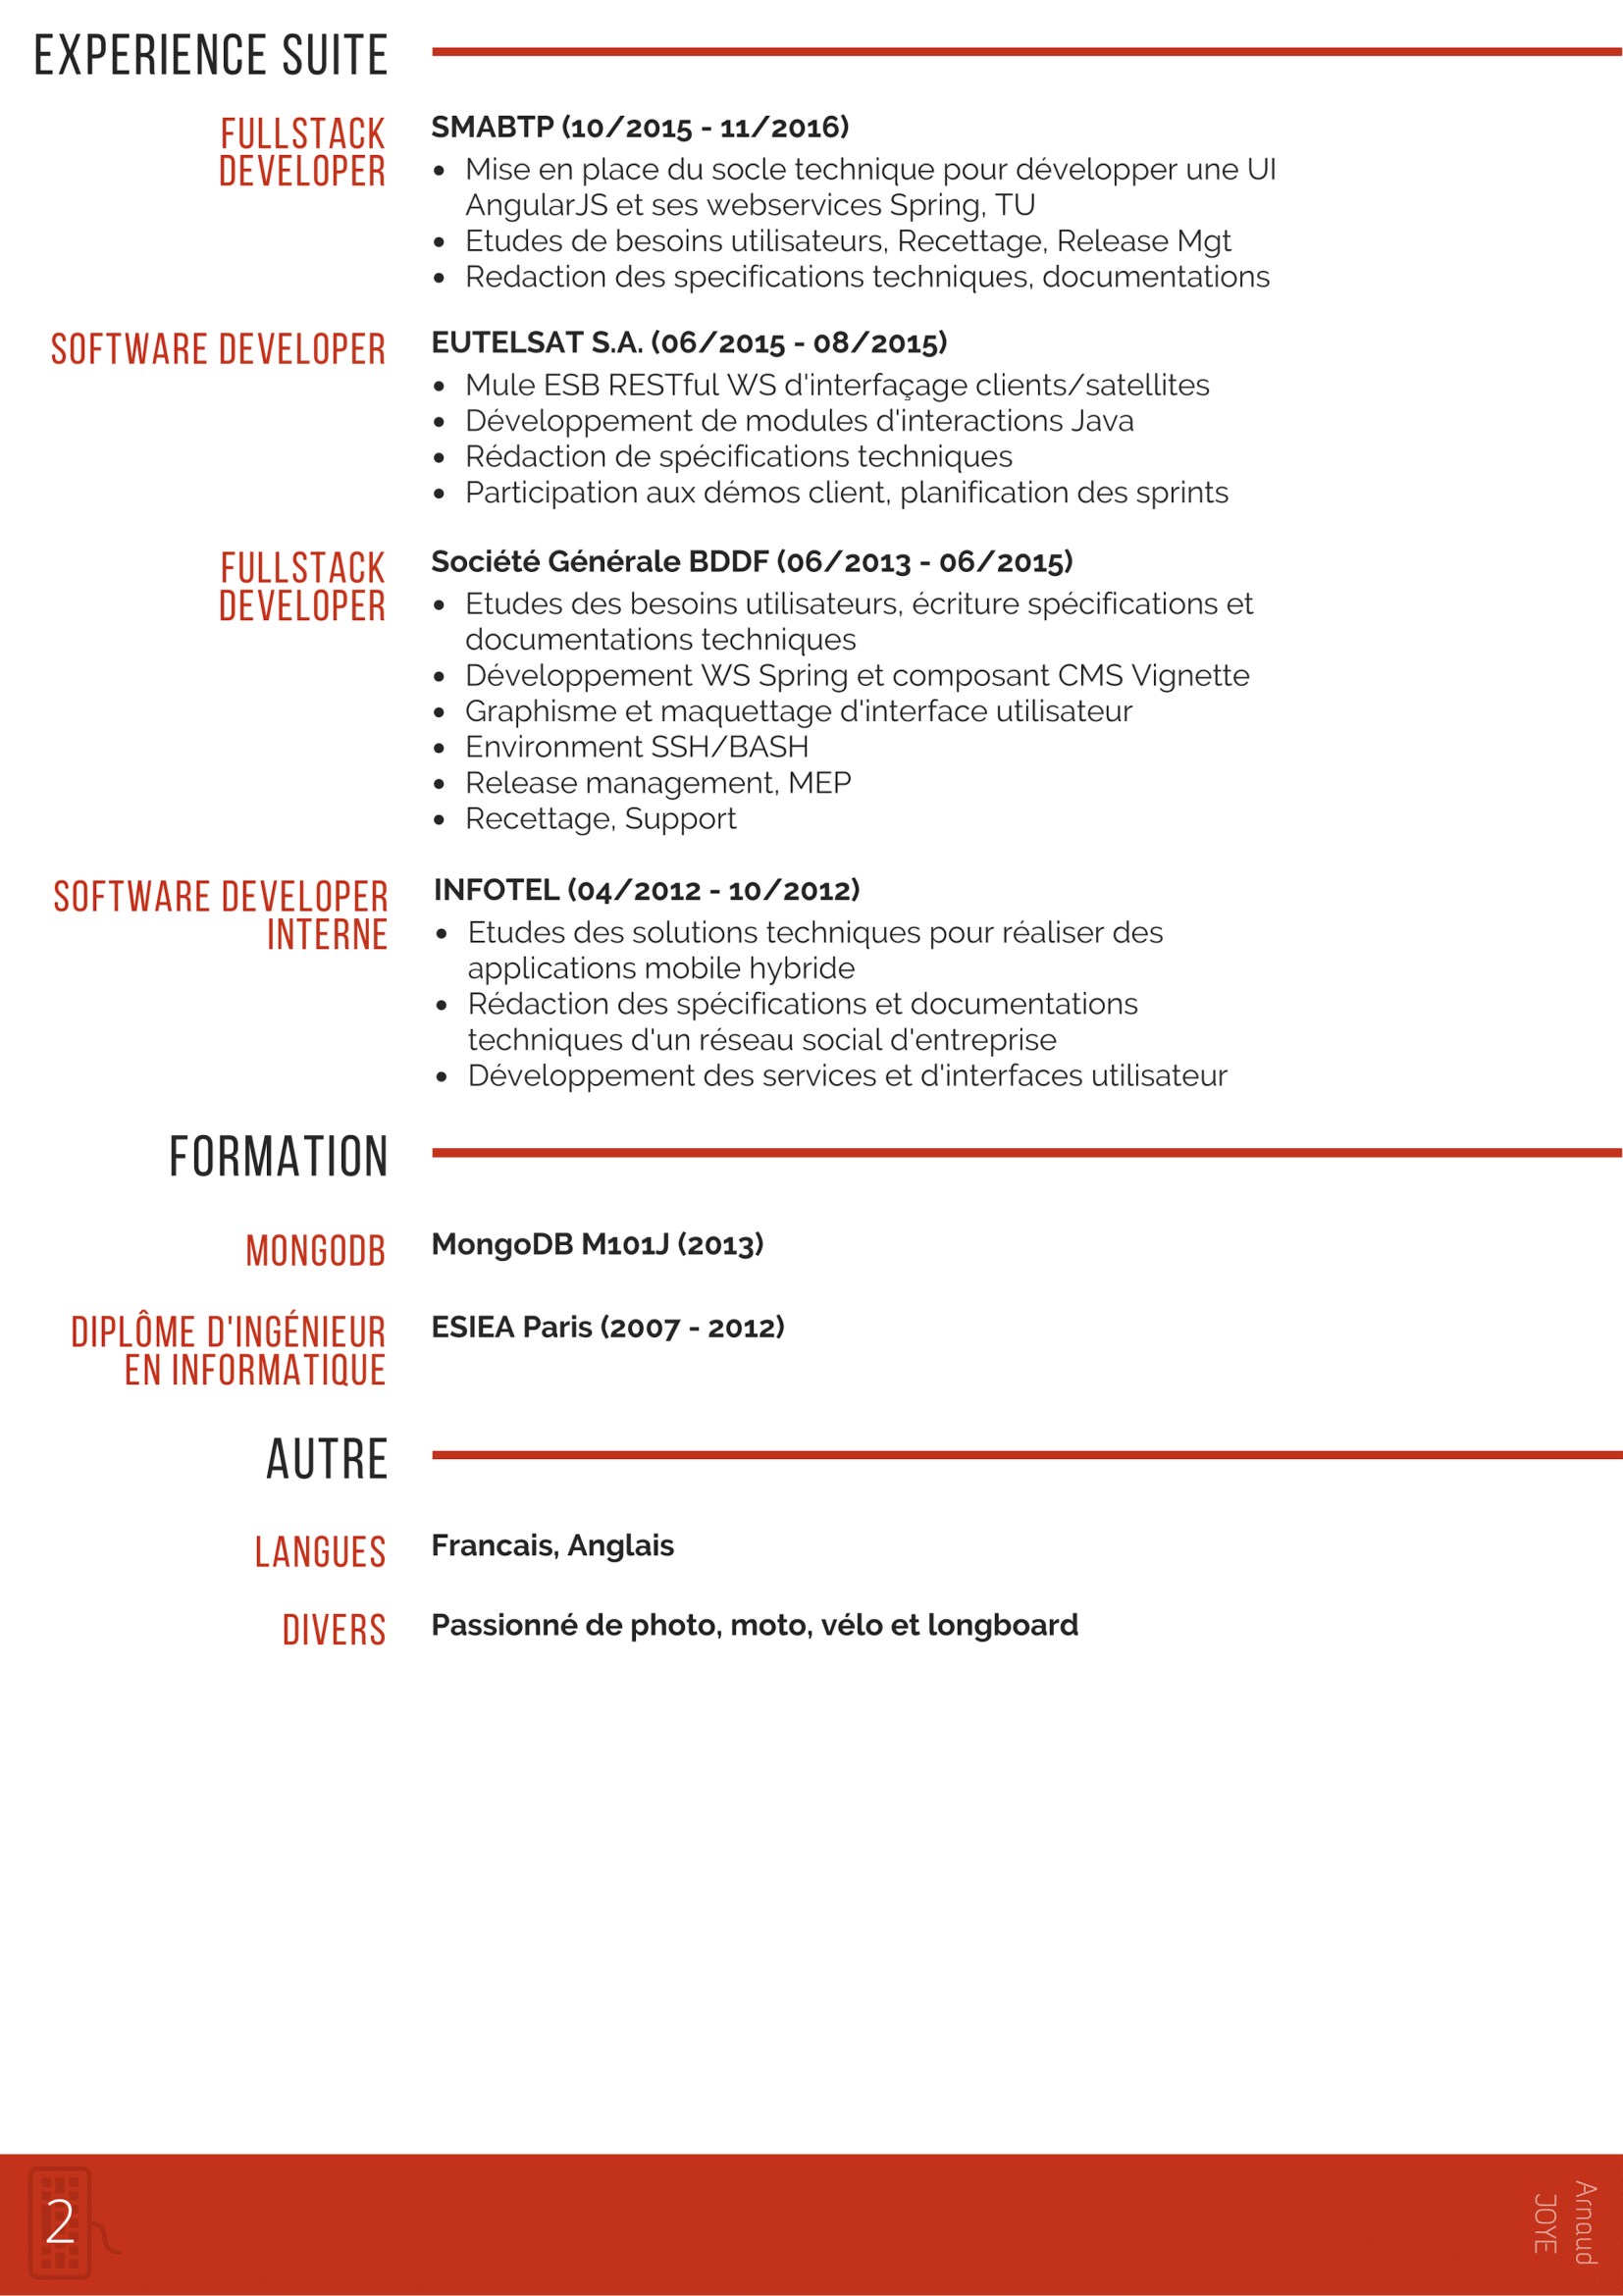 EXPERIENCE SUITE
FULLSTACK
DEVELOPER
SMABTP (10/2015 - 11/2016)
• Mise en place du socle technique pour développer une UI
AngularJS et ses webservices Spring, TU
• Etudes de besoins utilisateurs, Recettage, Release Mgt
• Redaction des specifications techniques, documentations
SOFTWARE DEVELOPER
EUTELSAT S.A. (06/2015 - 08/2015)
• Mule ESB RESTful WS d'interfaçage clients/satellites
• Développement de modules d'interactions Java
• Rédaction de spécifications techniques
• Participation aux démos client, planification des sprints
FULLSTACK
DEVELOPER
Société Générale BDDF (06/2013 - 06/2015)
• Etudes des besoins utilisateurs, écriture spécifications et
documentations techniques
• Développement WS Spring et composant CMS Vignette
• Graphisme et maquettage d'interface utilisateur
• Environment SSH/BASH
• Release management, MEP
• Recettage, Support
SOFTWARE DEVELOPER
INTERNE
INFOTEL (04/2012 - 10/2012)
• Etudes des solutions techniques pour réaliser des
applications mobile hybride
• Rédaction des spécifications et documentations
techniques d'un réseau social d'entreprise
• Développement des services et d'interfaces utilisateur
FORMATION
MONGODB
MongoDB M101J (2013)
DIPLÔME D'INGÉNIEUR
EN INFORMATIQUE
ESIEA Paris (2007 - 2012)
AUTRE
LANGUES
Francais, Anglais
DIVERS
Passionné de photo, moto, vélo et longboard
2
Arnaud
JOYE